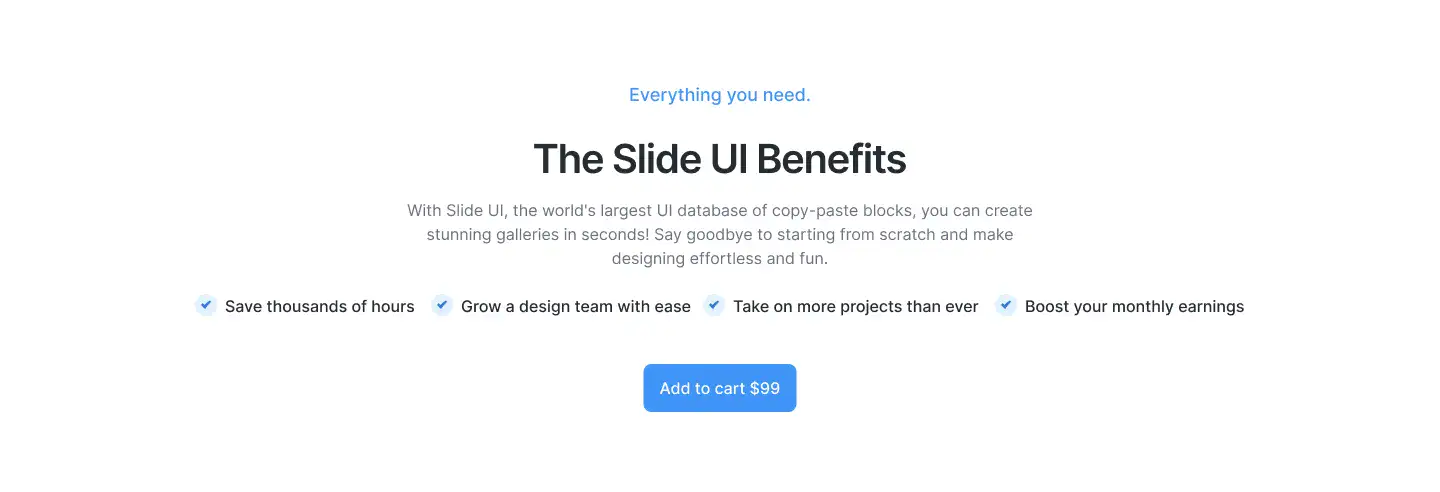 Everything you need.
The Slide UI Benefits
With Slide UI, the world's largest UI database of copy-paste blocks, you can create
stunning galleries in seconds! Say goodbye to starting from scratch and make
designing effortless and fun.
Save thousands of hours Grow a design team with ease Take on more projects than ever Boost your monthly earnings
Add to cart $99